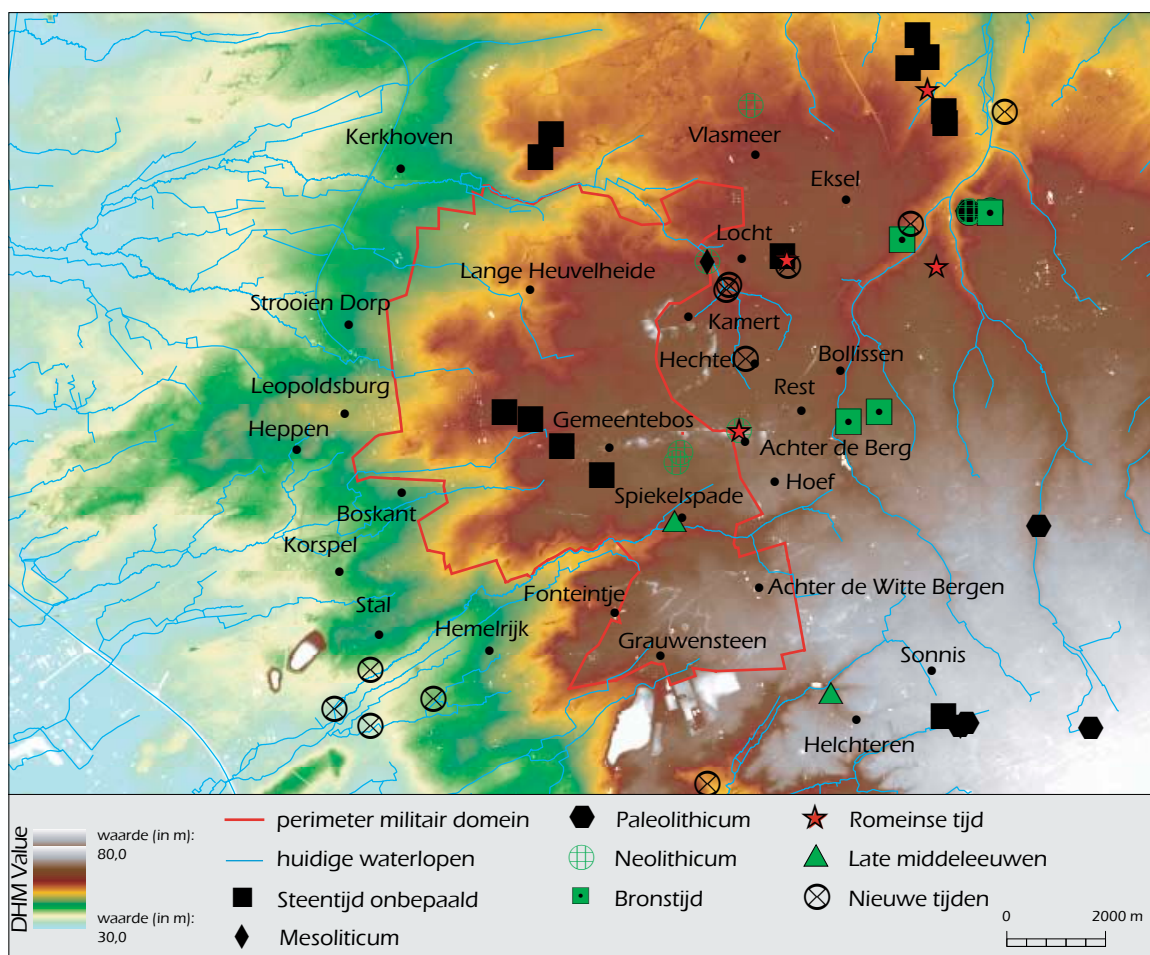 Kerkhoven
Vlasmeer
Eksel
Locht
Lange Heuvelheide
Strooien Dorp
Kamert
Hechtel
Bollissen
Leopoldsburg
Rest
Heppen
Gemeentebos
Achter de Berg
Hoef
Spiekelspade
Boskant
Korspel
Achter de Witte Bergen
Fonteintje
Stal
Hemelrijk
Grauwensteen
Sonnis
Helchteren
DHM Value
waarde (in m):
80,0
waarde (in m):
30,0
perimeter militair domein
huidige waterlopen
Steentijd onbepaald
Mesoliticum
Paleolithicum
Neolithicum
Bronstijd
Romeinse tijd
Late middeleeuwen
Nieuwe tijden
0 2000 m